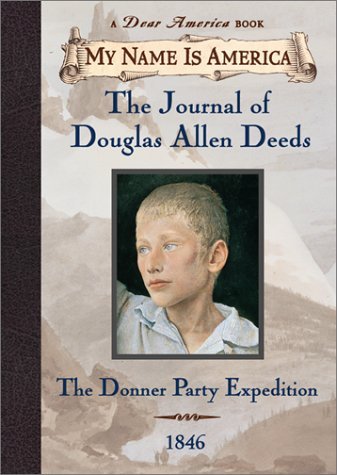 A Dear America BOOK
MY NAME IS AMERICA
The Journal of
Douglas Allen Deeds
The Donner Party Expedition
1846